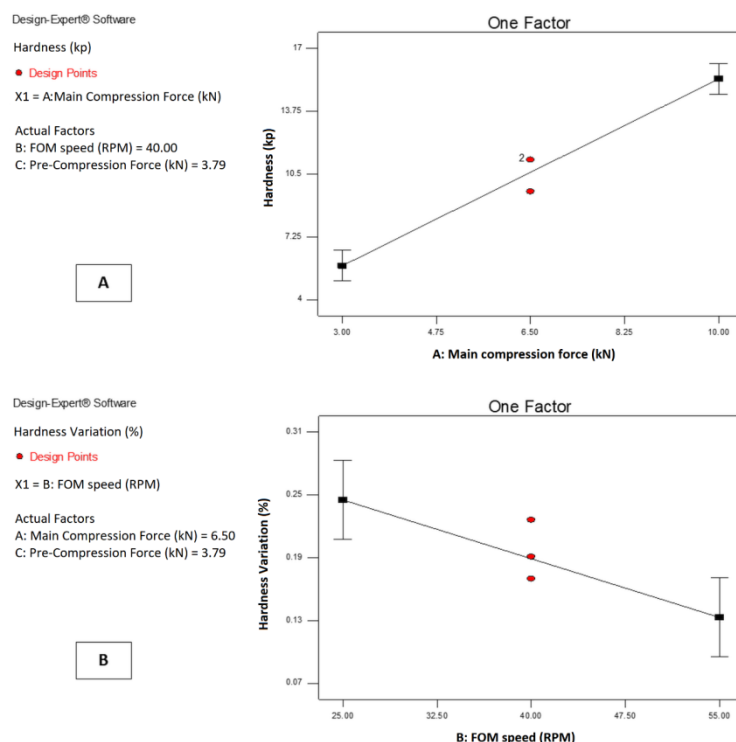 Design-Expert® Software
Hardness (kp)
Design Points
X1 = A:Main Compression Force (kN)
Actual Factors
B: FOM speed (RPM) = 40.00
C: Pre-Compression Force (kN) = 3.79
A
One Factor
17
13.75
10.5
7.25
4
Hardness (kp)
2
3.00 4.75 6.50 8.25 10.00
A: Main compression force (kN)
Design-Expert® Software
Hardness Variation (%)
Design Points
X1 = B: FOM speed (RPM)
Actual Factors
A: Main Compression Force (kN) = 6.50
C: Pre-Compression Force (kN) = 3.79
B
One Factor
0.31
0.25
0.19
0.13
0.07
Hardness Variation (%)
25.00 32.50 40.00 47.50 55.00
B: FOM speed (RPM)